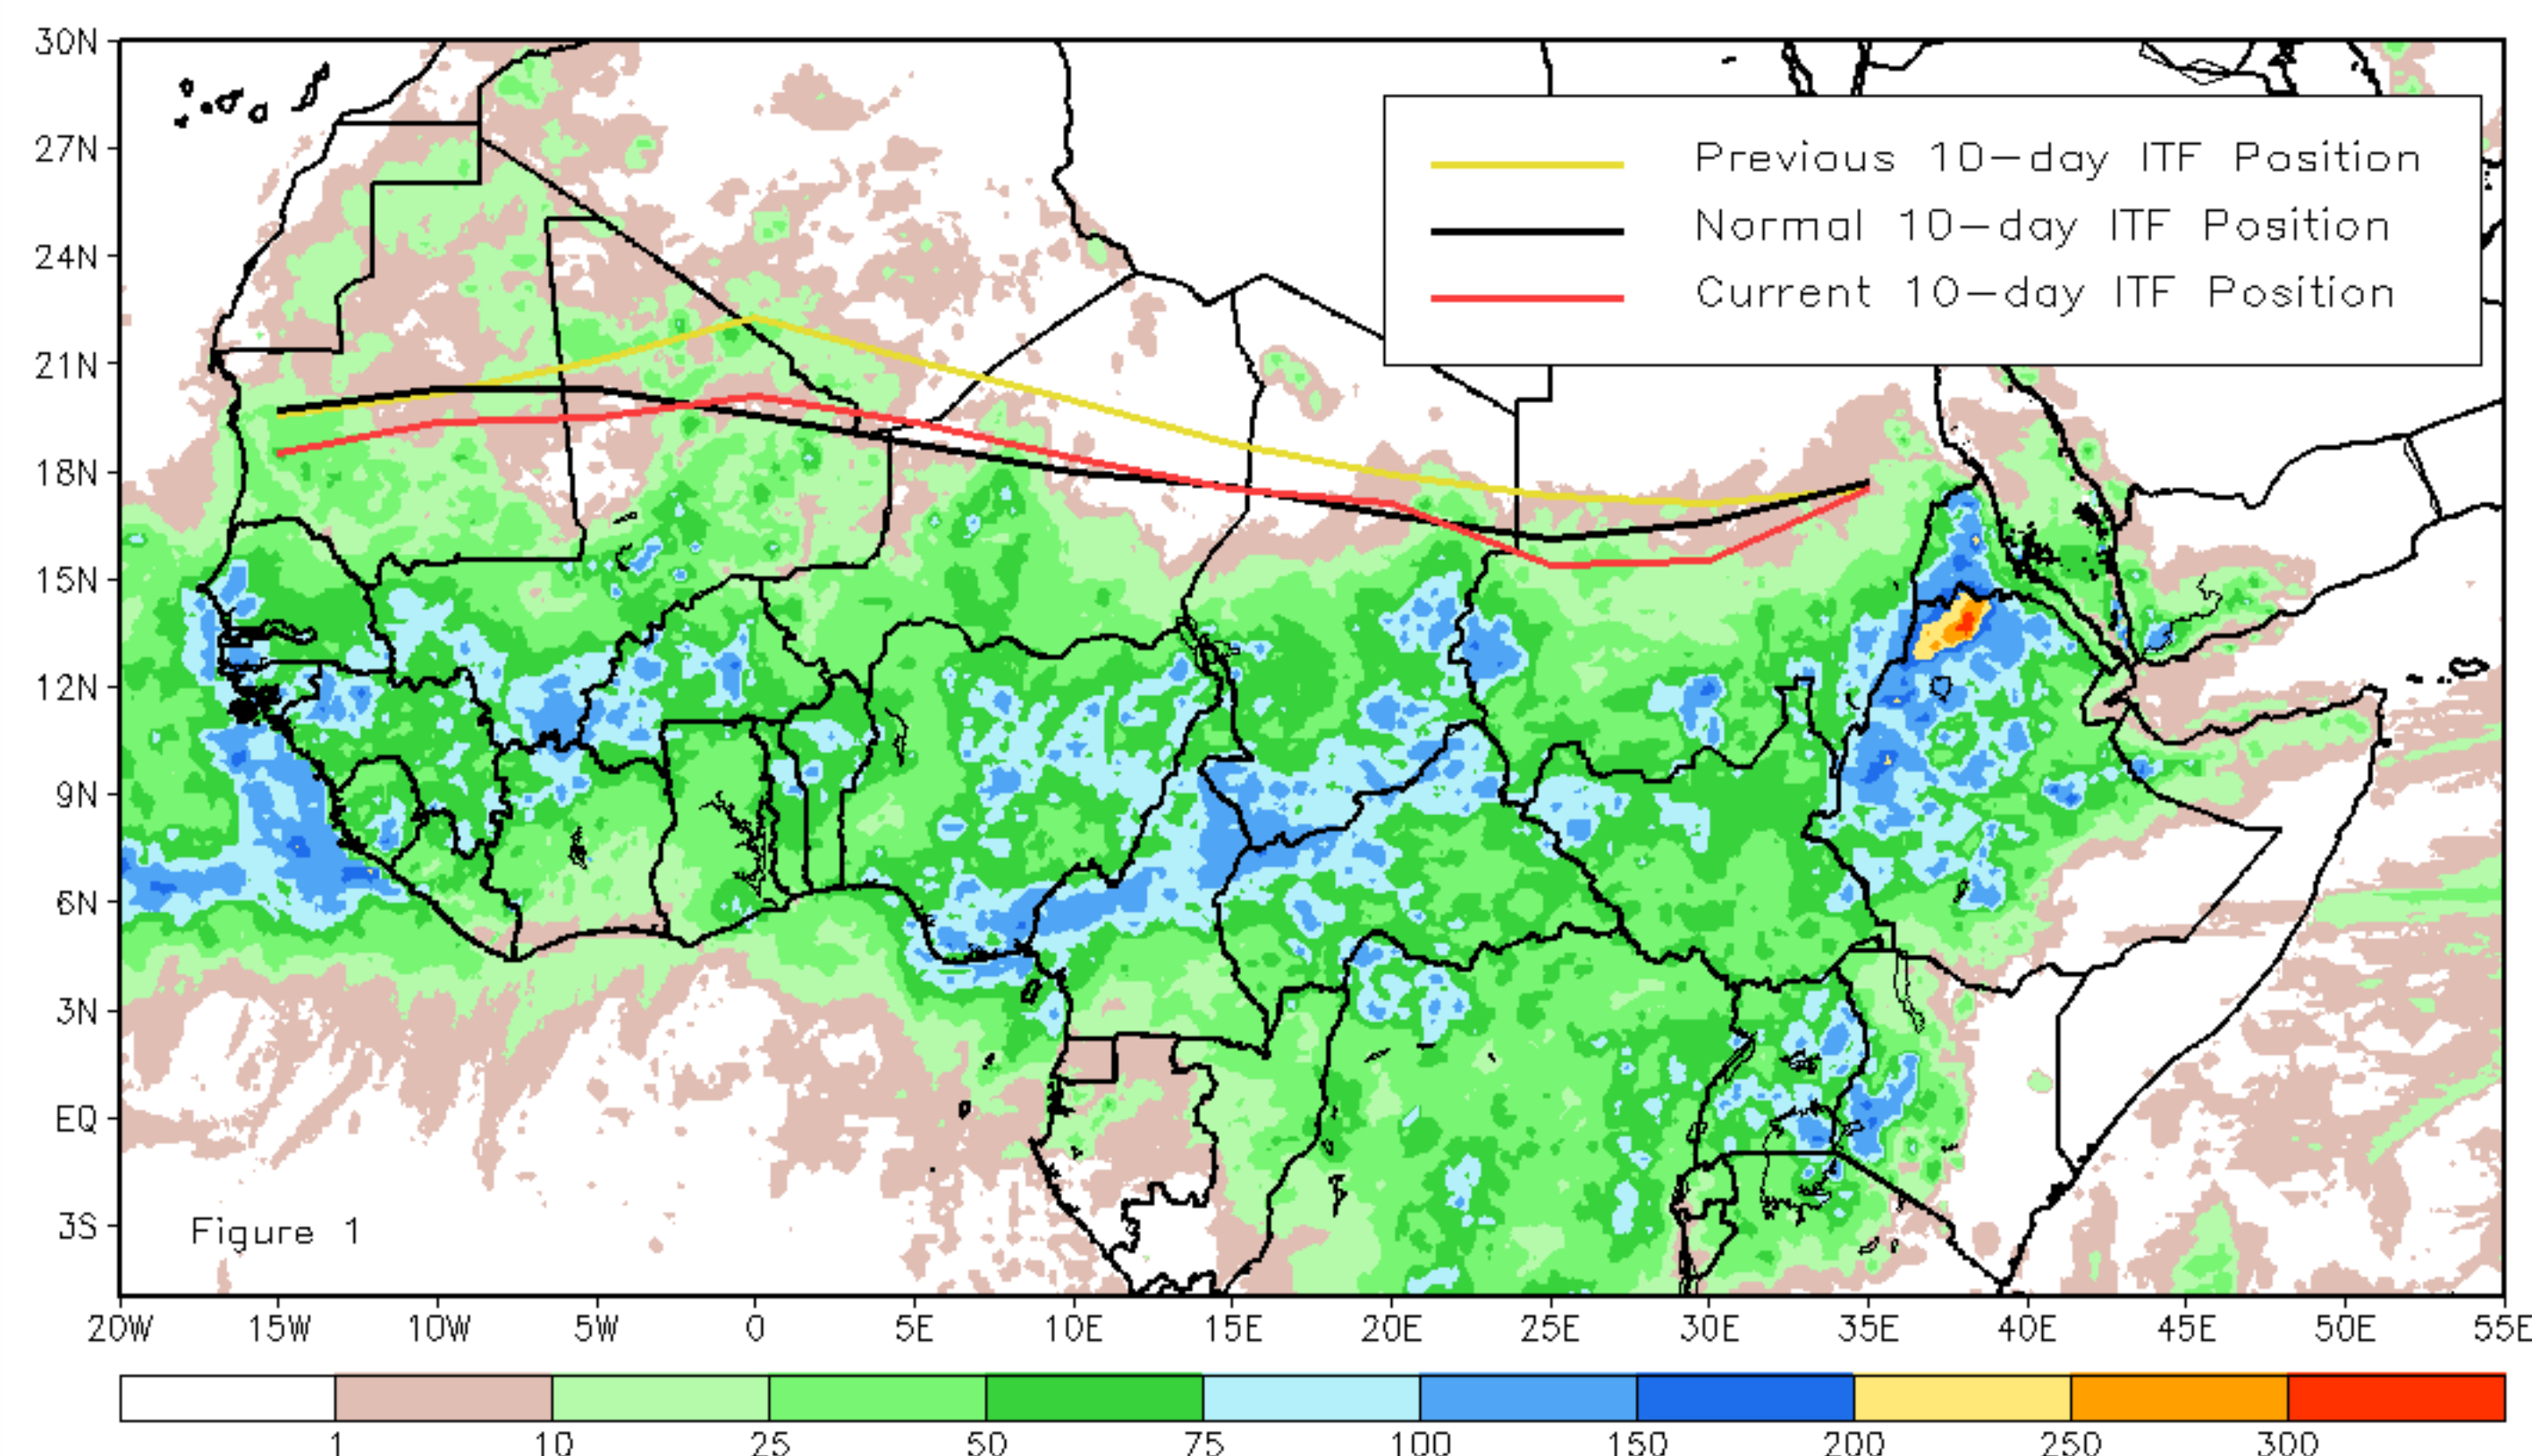 30N
27N
24N
21N
18N
15N
12N
9N
6N
3N
EQ
3S
Previous 10-day ITF Position
Normal 10-day ITF Position
Current 10-day ITF Position
Figure 1
20W 15W 10W 5W 0 5E 10E 15E 20E 25E 30E 35E 40E 45E 50E 55E
1 10 25 50 75 100 150 200 250 300